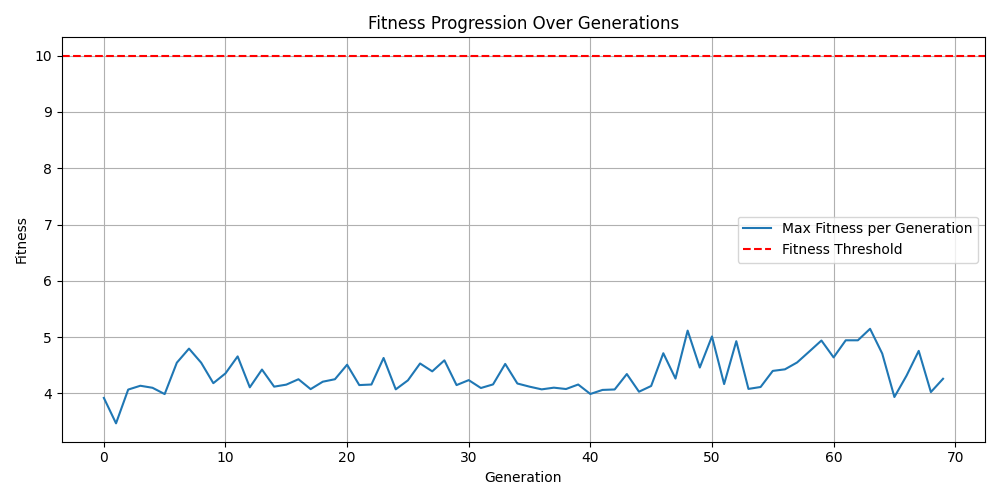 Fitness Progression Over Generations
10
9
8
7
6
5
4
Fitness
Max Fitness per Generation
Fitness Threshold
0 10 20 30 40 50 60 70
Generation